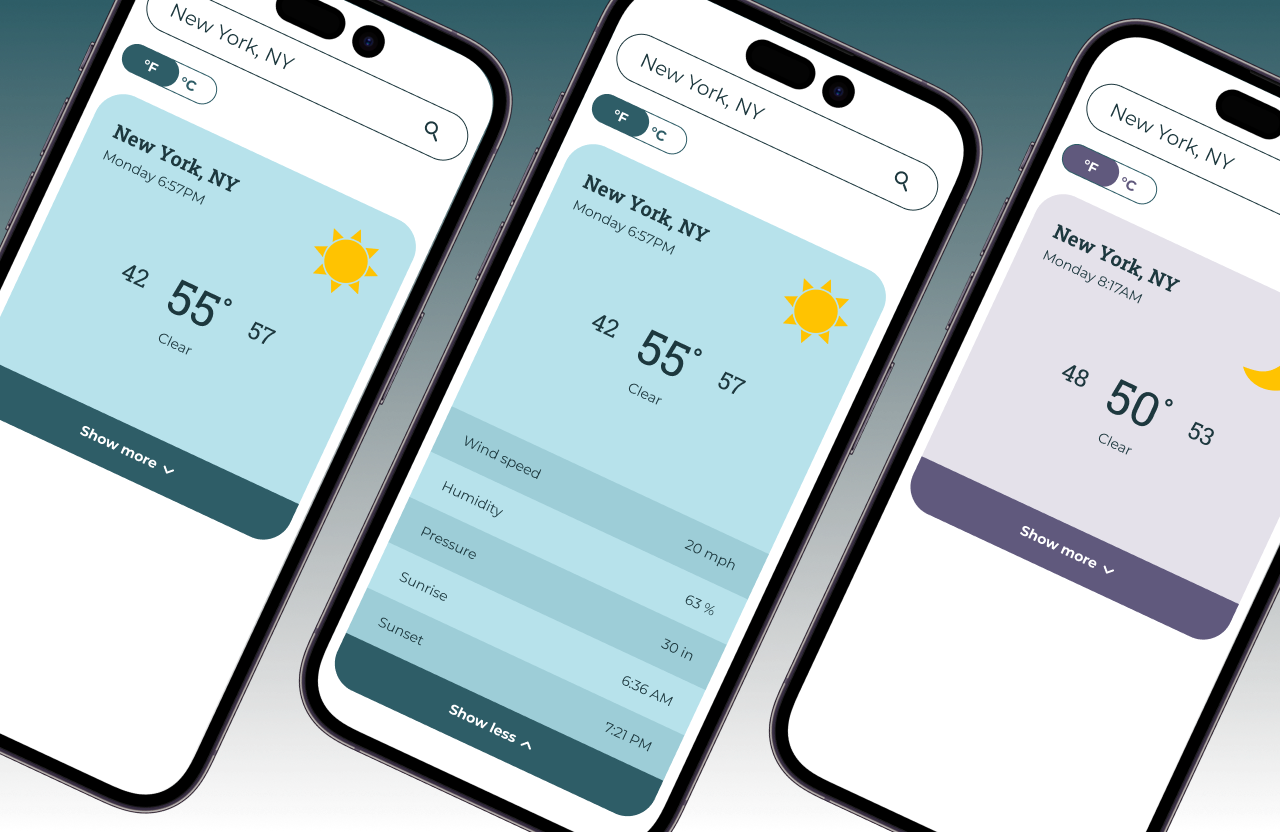 New York, NY
°F °C
New York, NY
Monday 6:57PM
42 55° 57
Clear
Show more
New York, NY
°F °C
New York, NY
Monday 6:57PM
42 55° 57
Clear
Wind speed 20 mph
Humidity 63 %
Pressure 30 in
Sunrise 6:36 AM
Sunset 7:21 PM
Show less
New York, NY
°F °C
New York, NY
Monday 8:17AM
48 50° 53
Clear
Show more